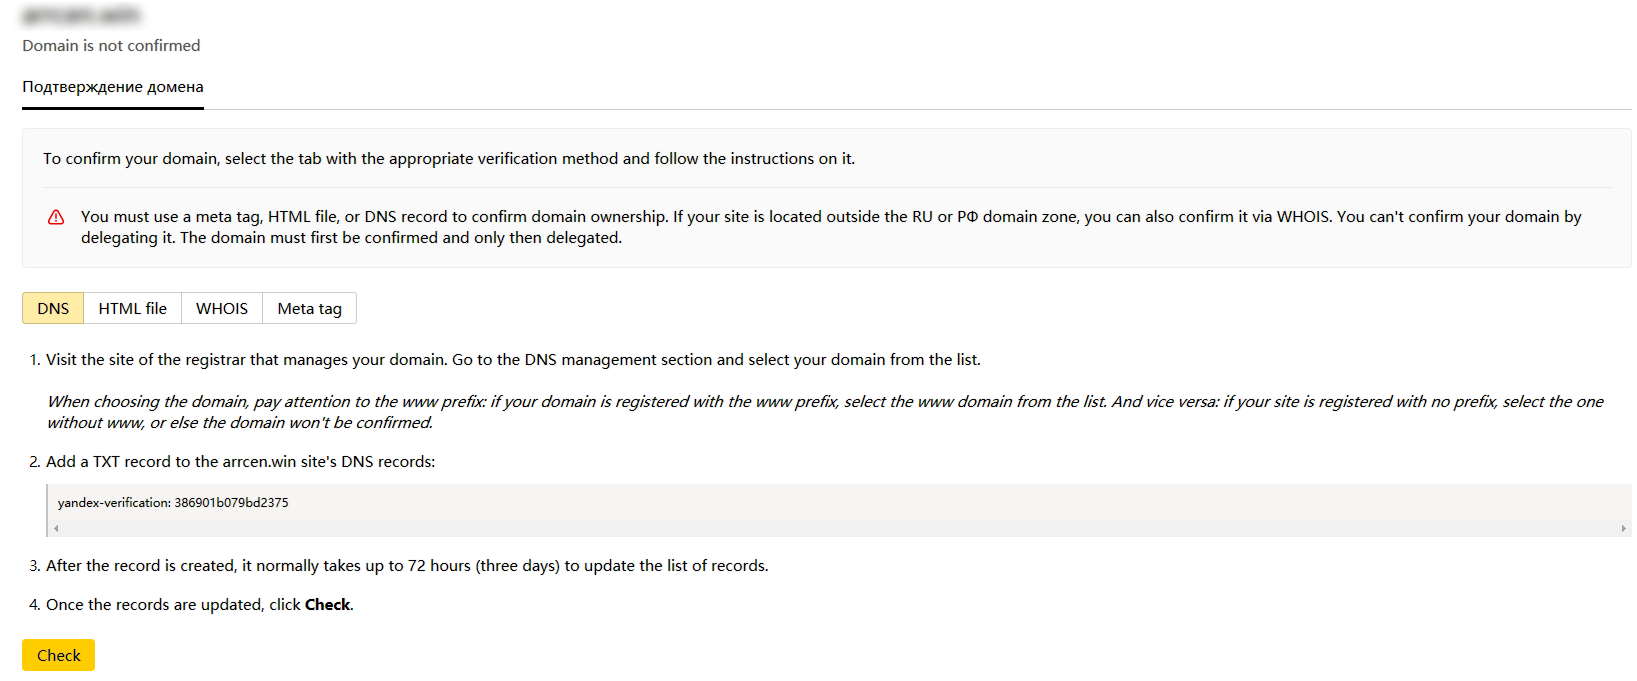 Domain is not confirmed
Подтверждение домена
To confirm your domain, select the tab with the appropriate verification method and follow the instructions on it.
You must use a meta tag, HTML file, or DNS record to confirm domain ownership. If your site is located outside the RU or РФ domain zone, you can also confirm it via WHOIS. You can't confirm your domain by
delegating it. The domain must first be confirmed and only then delegated.
DNS HTML file WHOIS Meta tag
1. Visit the site of the registrar that manages your domain. Go to the DNS management section and select your domain from the list.
When choosing the domain, pay attention to the www prefix: if your domain is registered with the www prefix, select the www domain from the list. And vice versa: if your site is registered with no prefix, select the one
without www, or else the domain won't be confirmed.
2. Add a TXT record to the arrcen.win site's DNS records:
yandex-verification: 386901b079bd2375
3. After the record is created, it normally takes up to 72 hours (three days) to update the list of records.
4. Once the records are updated, click Check.
Check